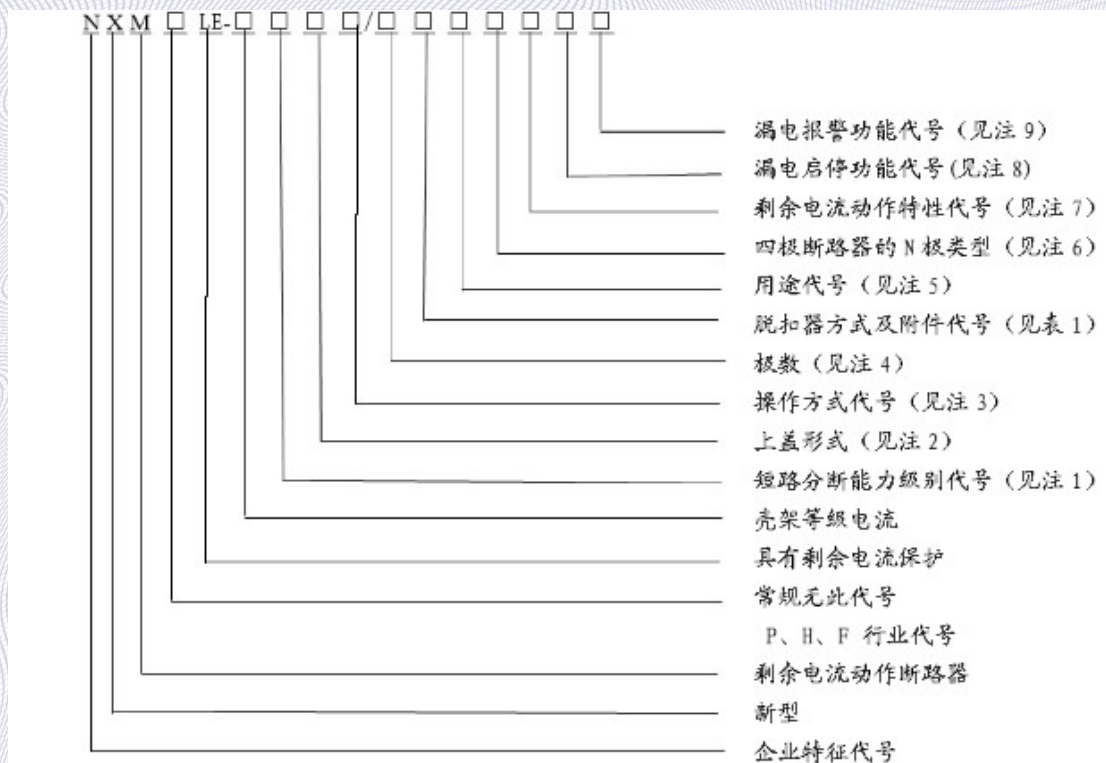 NXM□LE-□□□□/□□□□□□□
漏电报警功能代号（见注 9）
漏电启停功能代号(见注 8)
剩余电流动作特性代号（见注 7）
四极断路器的 N 极类型（见注 6）
用途代号（见注 5）
脱扣器方式及附件代号（见表 1）
极数（见注 4）
操作方式代号（见注 3）
上盖形式（见注 2）
短路分断能力级别代号（见注 1）
壳架等级电流
具有剩余电流保护
常规无此代号
P、H、F 行业代号
剩余电流动作断路器
新型
企业特征代号